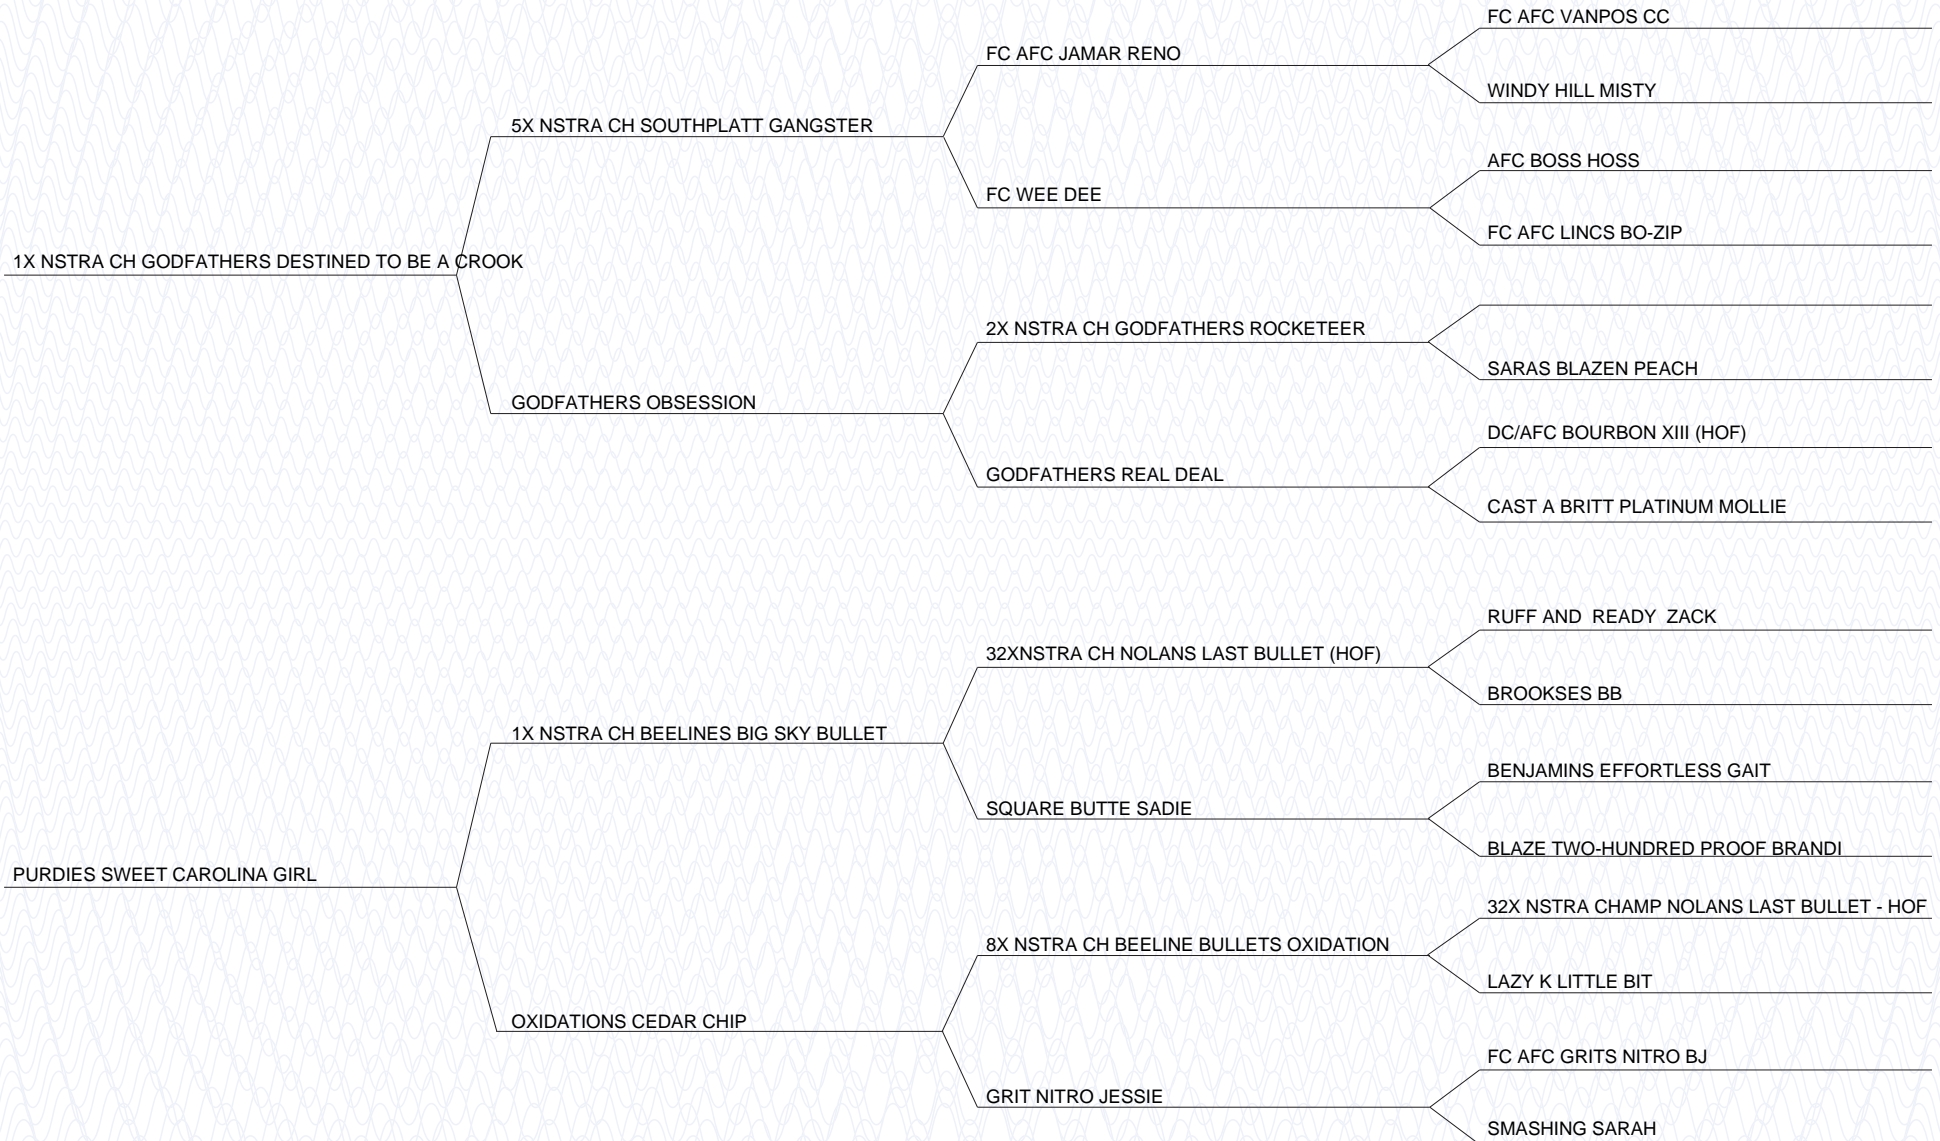 FC AFC VANPOS CC
FC AFC JAMAR RENO
WINDY HILL MISTY
5X NSTRA CH SOUTHPLATT GANGSTER
AFC BOSS HOSS
FC WEE DEE
FC AFC LINCS BO-ZIP
1X NSTRA CH GODFATHERS DESTINED TO BE A CROOK
2X NSTRA CH GODFATHERS ROCKETEER
SARAS BLAZEN PEACH
GODFATHERS OBSESSION
DC/AFC BOURBON XIII (HOF)
GODFATHERS REAL DEAL
CAST A BRITT PLATINUM MOLLIE
RUFF AND  READY  ZACK
32XNSTRA CH NOLANS LAST BULLET (HOF)
BROOKSES BB
1X NSTRA CH BEELINES BIG SKY BULLET
BENJAMINS EFFORTLESS GAIT
SQUARE BUTTE SADIE
BLAZE TWO-HUNDRED PROOF BRANDI
PURDIES SWEET CAROLINA GIRL
32X NSTRA CHAMP NOLANS LAST BULLET - HOF
8X NSTRA CH BEELINE BULLETS OXIDATION
LAZY K LITTLE BIT
OXIDATIONS CEDAR CHIP
FC AFC GRITS NITRO BJ
GRIT NITRO JESSIE
SMASHING SARAH